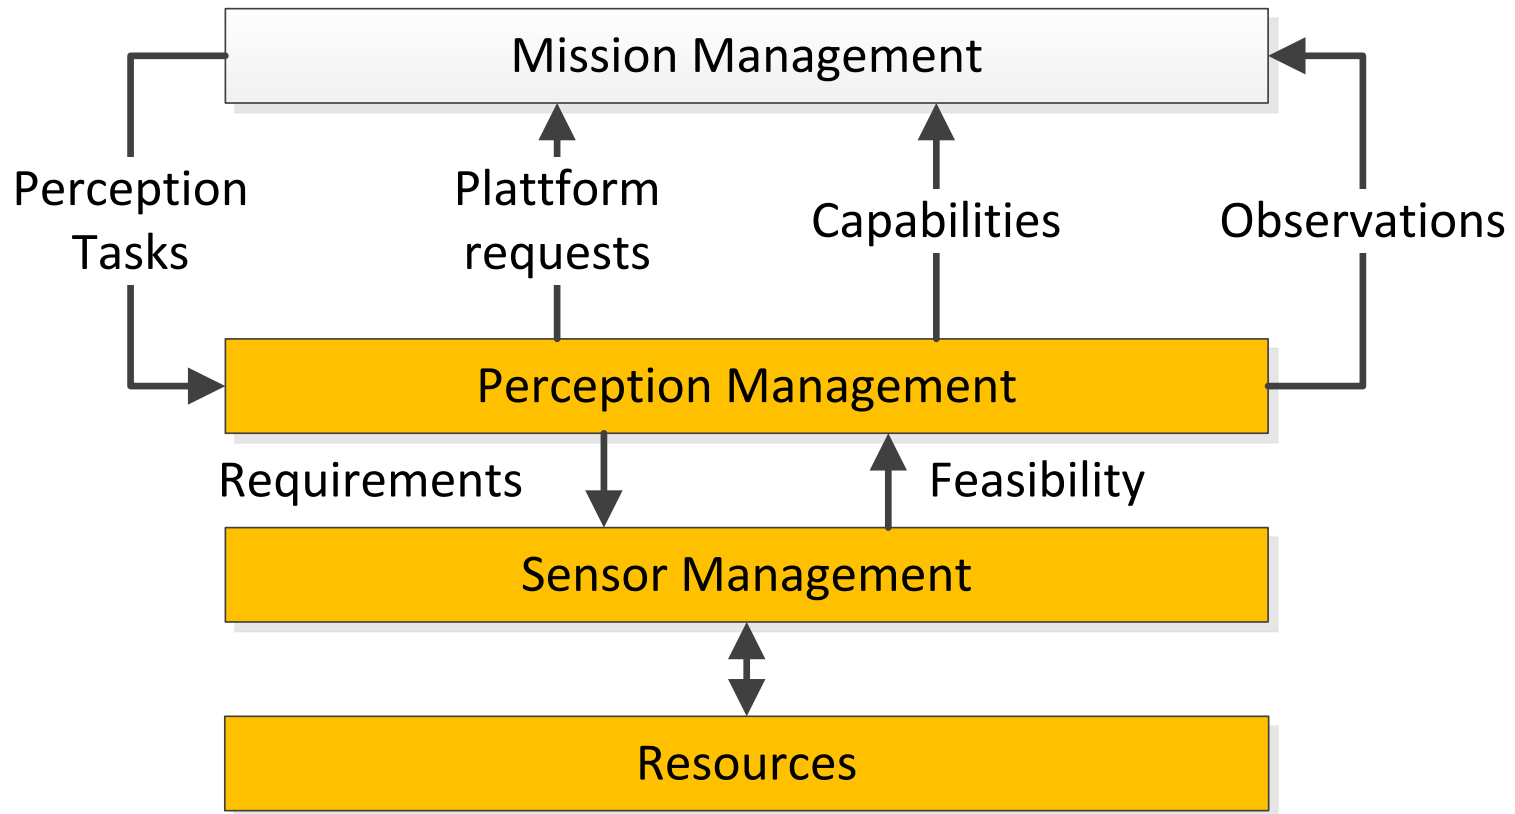 Mission Management
Perception
Tasks
Plattform
requests
Capabilities
Observations
Perception Management
Requirements
Feasibility
Sensor Management
Resources